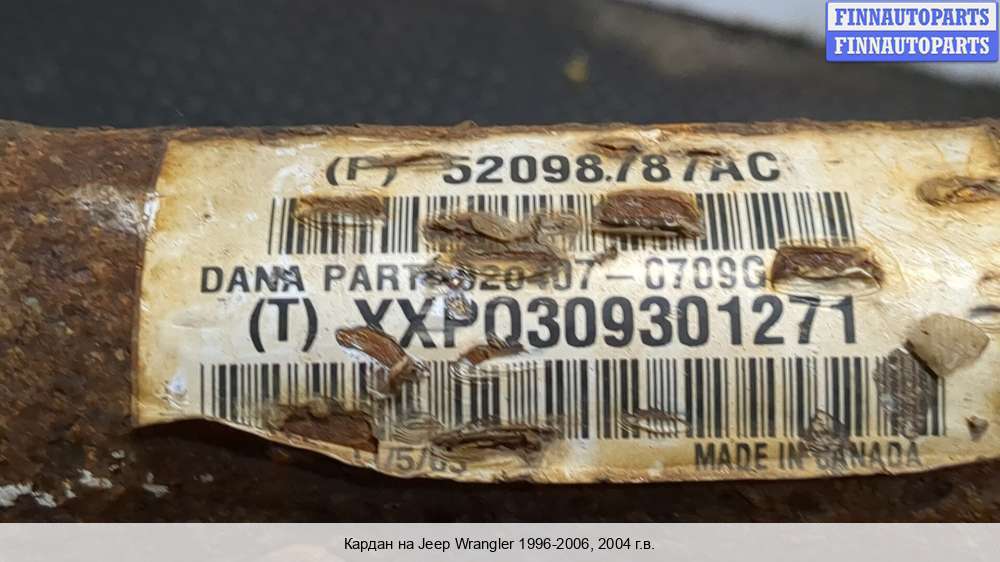 FINNAUTOPARTS
FINNAUTOPARTS
(P) 52098787AC
DANA PART
(T) XXPQ309301271
MADE IN CANADA
Кардан на Jeep Wrangler 1996-2006, 2004 г.в.